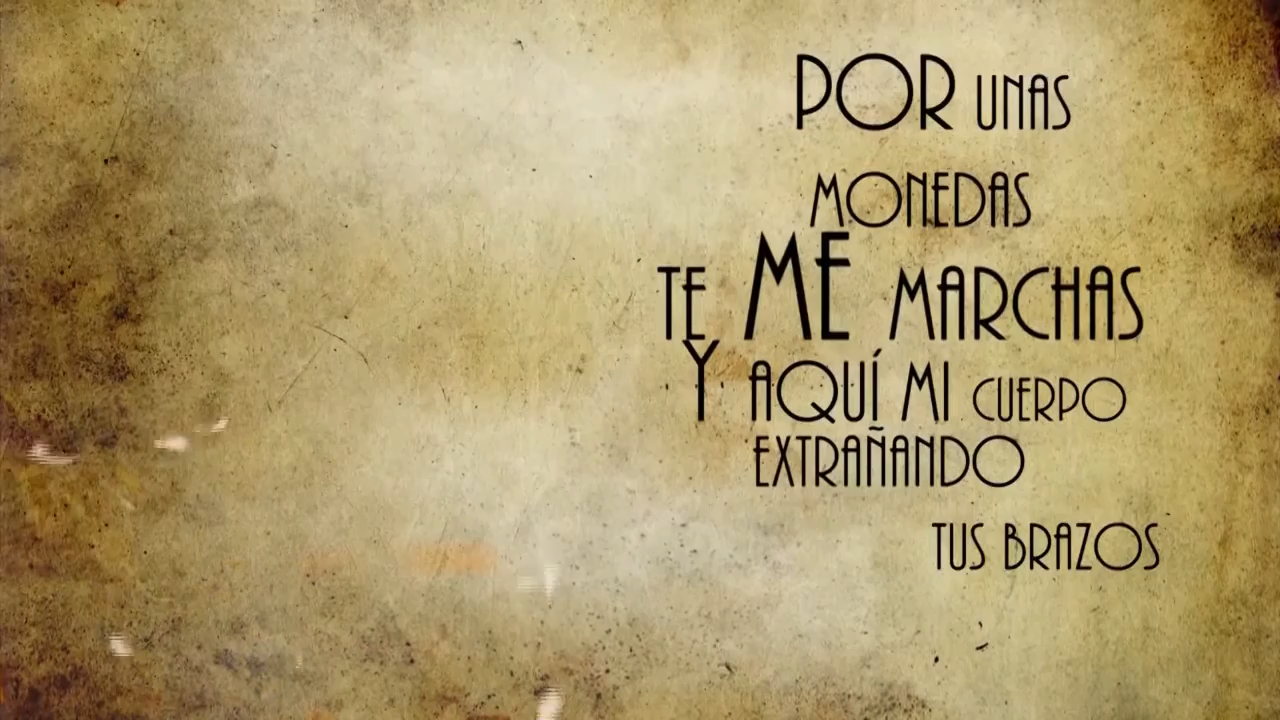 POR UNAS
MONEDAS
TE ME MARCHAS
Y AQUÍ MI CUERPO
EXTRAÑANDO
TUS BRAZOS